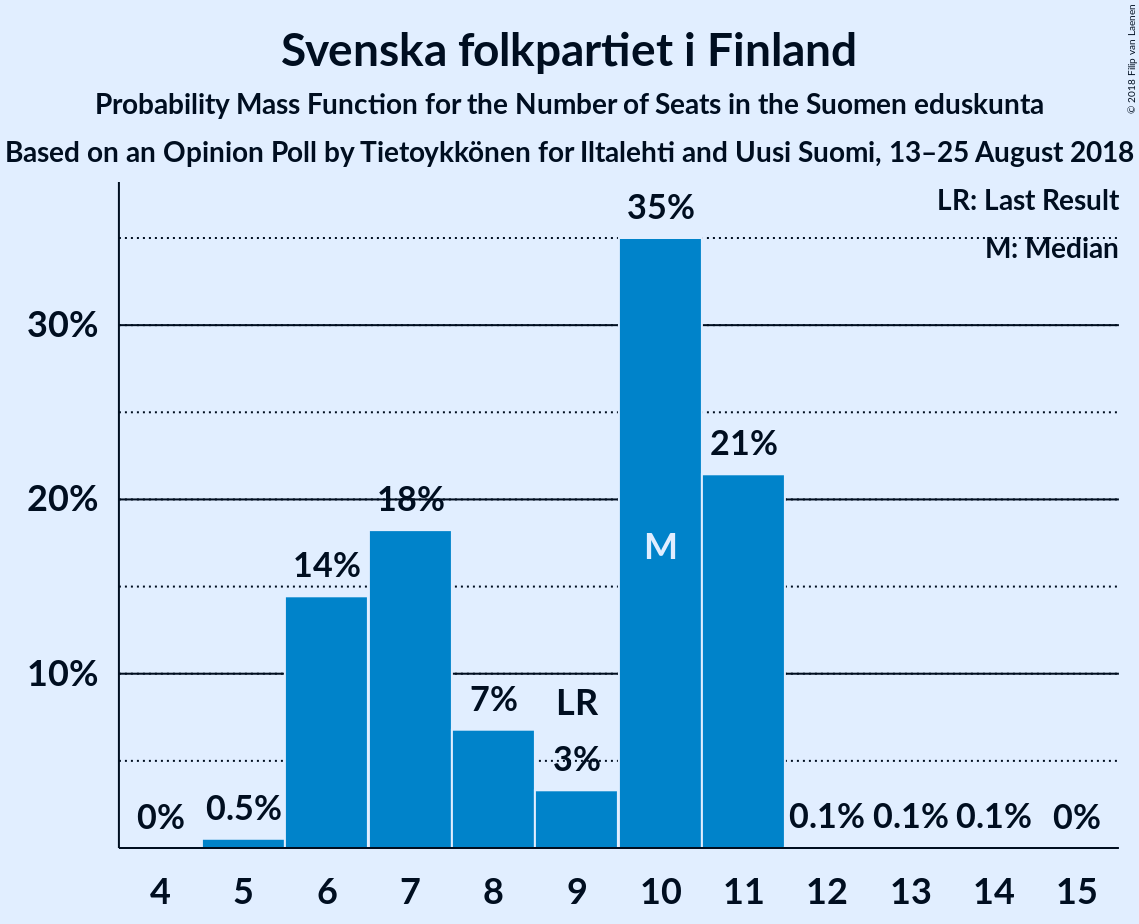 Svenska folkpartiet i Finland
Probability Mass Function for the Number of Seats in the Suomen eduskunta
Based on an Opinion Poll by Tietoykkönen for Iltalehti and Uusi Suomi, 13–25 August 2018
© 2018 Filip van Laenen
LR: Last Result
M: Median
35%
30%
21%
20%
18%
M
14%
10%
7%
LR
3%
0%
0.5%
0.1%
0.1%
0.1%
0%
4 5 6 7 8 9 10 11 12 13 14 15